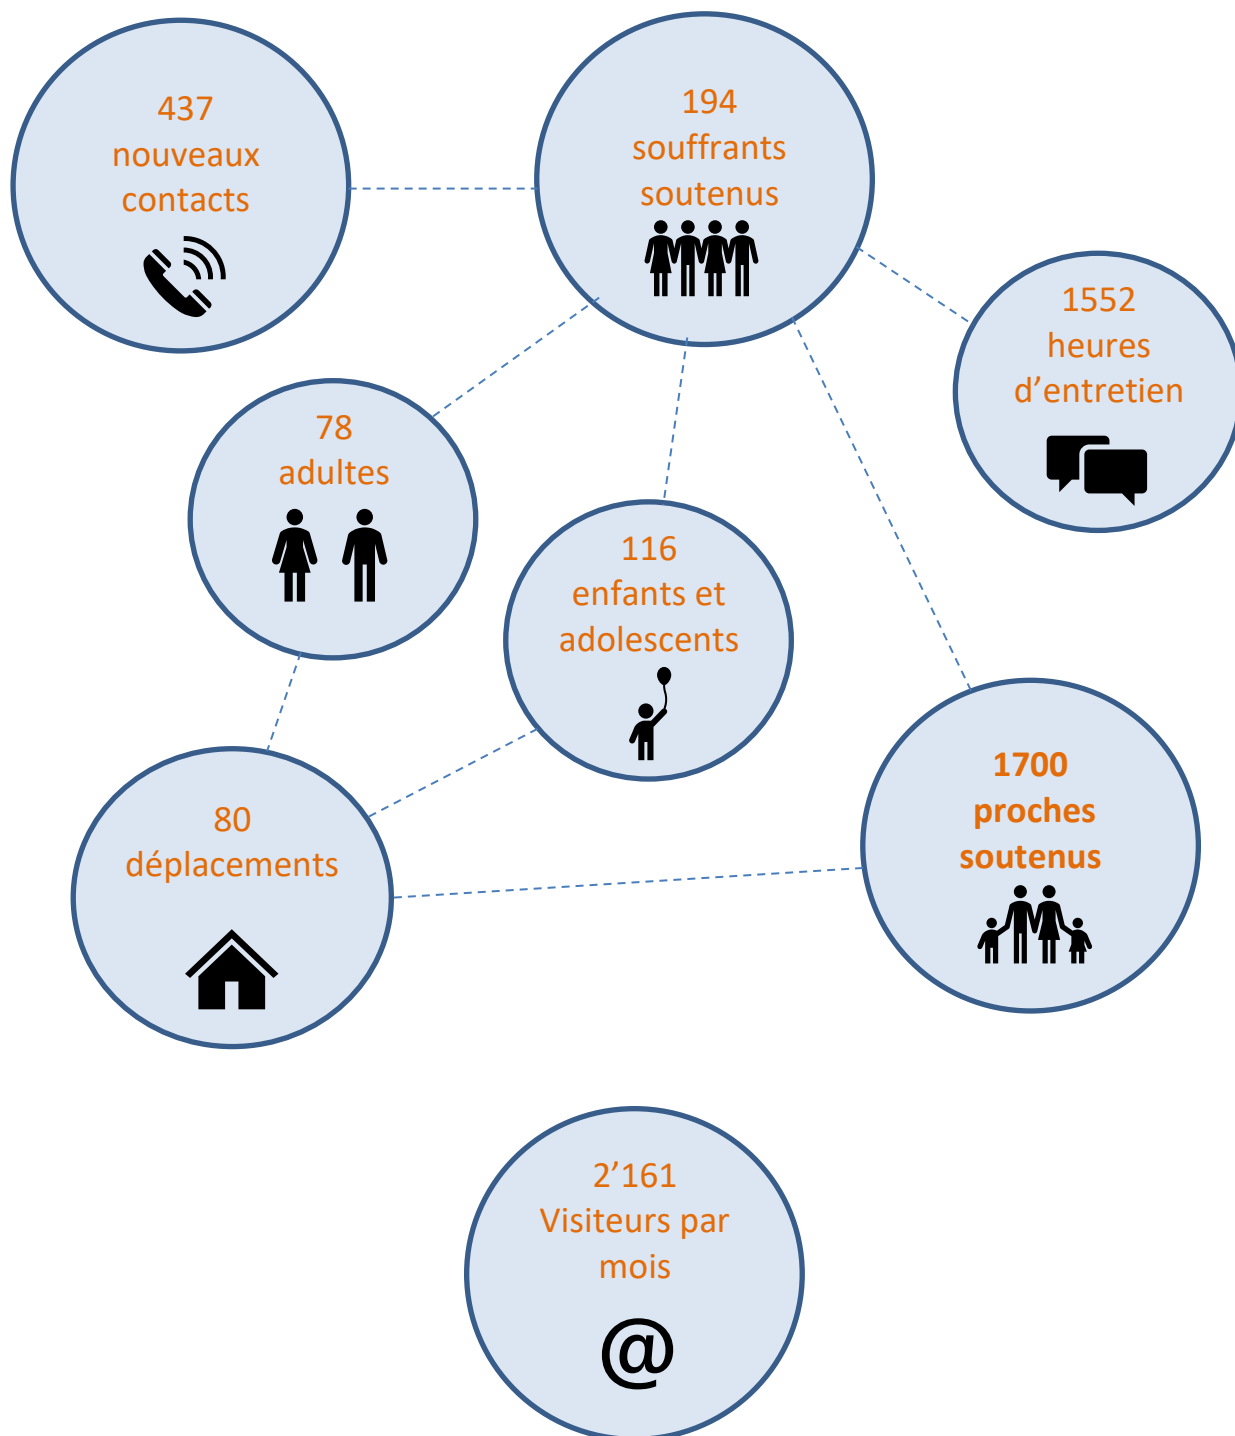 437
nouveaux
contacts
194
souffrants
soutenus
1552
heures
d’entretien
78
adultes
116
enfants et
adolescents
80
déplacements
1700
proches
soutenus
2’161
Visiteurs par
mois
@